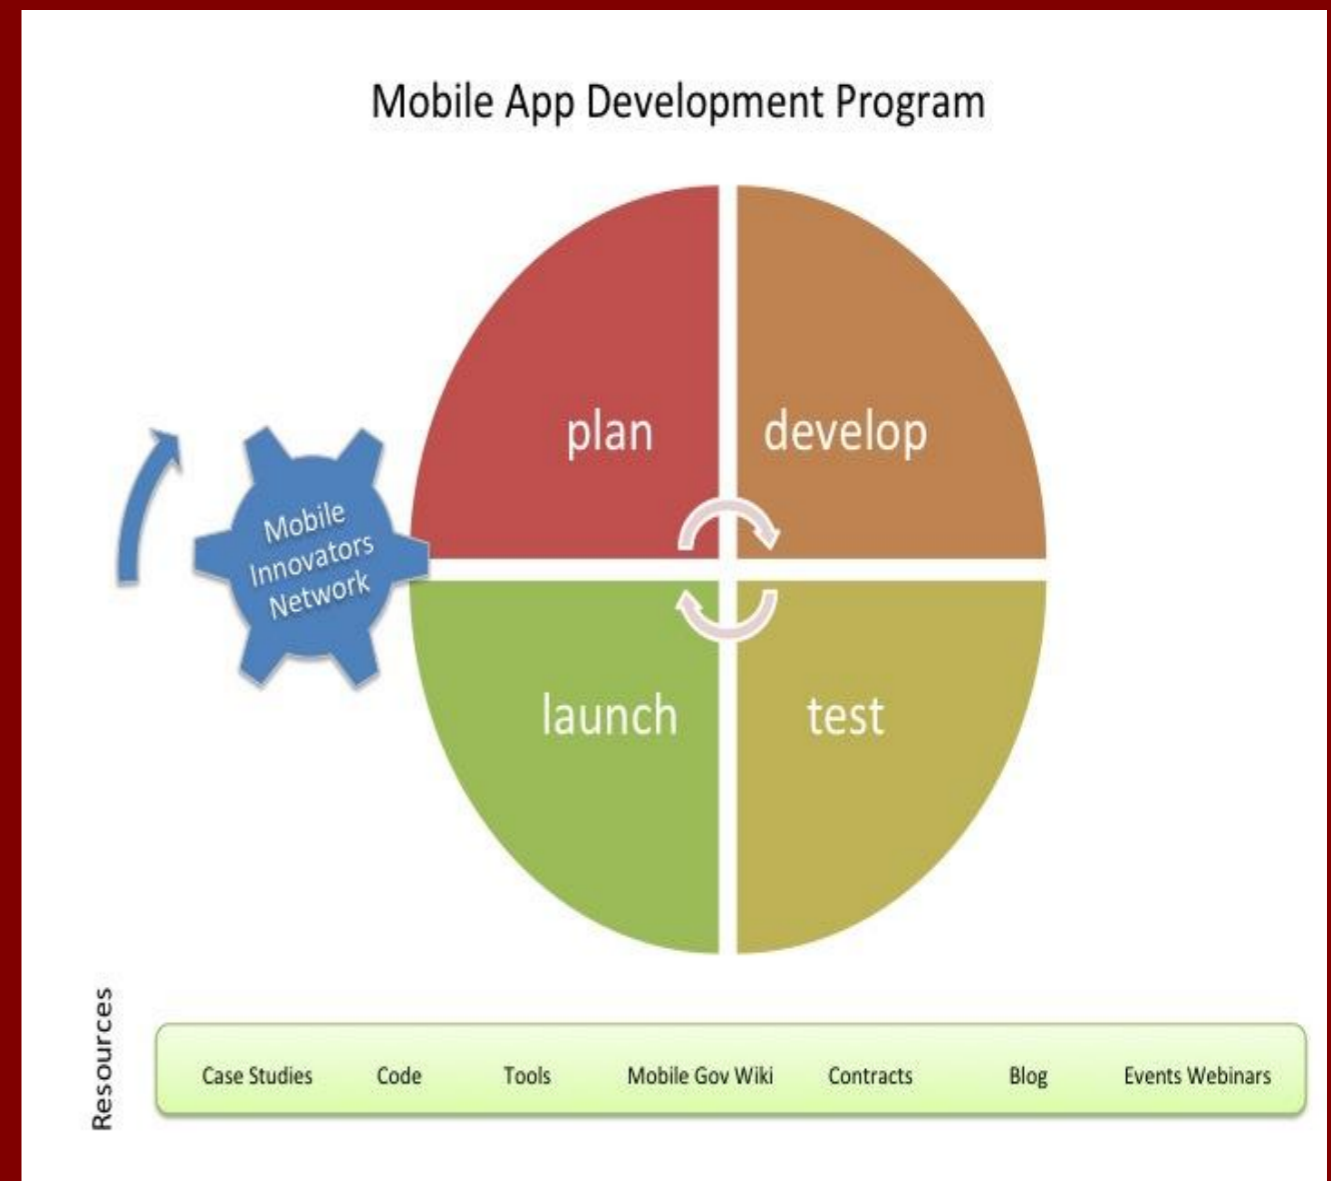 Mobile App Development Program
plan
develop
Mobile
Innovators
Network
launch
test
Resources
Case Studies Code Tools Mobile Gov Wiki Contracts Blog Events Webinars